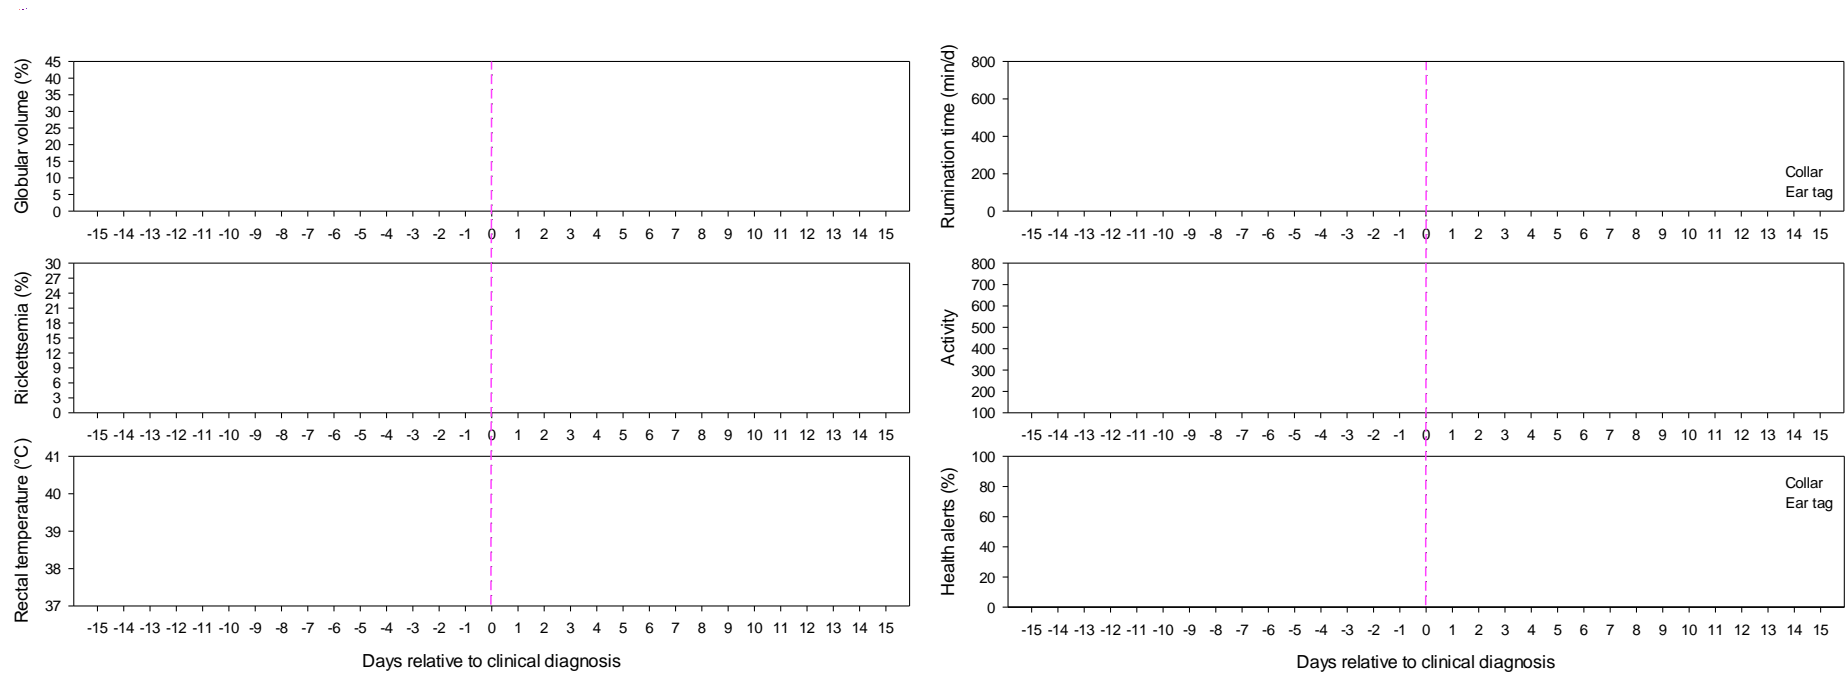 Globular volume (%)
45
40
35
30
25
20
15
10
5
0
-15 -14 -13 -12 -11 -10 -9 -8 -7 -6 -5 -4 -3 -2 -1 0 1 2 3 4 5 6 7 8 9 10 11 12 13 14 15
Rickettsemia (%)
30
27
24
21
18
15
12
9
6
3
0
-15 -14 -13 -12 -11 -10 -9 -8 -7 -6 -5 -4 -3 -2 -1 0 1 2 3 4 5 6 7 8 9 10 11 12 13 14 15
Rectal temperature (°C)
41
40
39
38
37
-15 -14 -13 -12 -11 -10 -9 -8 -7 -6 -5 -4 -3 -2 -1 0 1 2 3 4 5 6 7 8 9 10 11 12 13 14 15
Days relative to clinical diagnosis
Rumination time (min/d)
800
600
400
200
0
Collar
Ear tag
-15 -14 -13 -12 -11 -10 -9 -8 -7 -6 -5 -4 -3 -2 -1 0 1 2 3 4 5 6 7 8 9 10 11 12 13 14 15
Activity
800
700
600
500
400
300
200
100
-15 -14 -13 -12 -11 -10 -9 -8 -7 -6 -5 -4 -3 -2 -1 0 1 2 3 4 5 6 7 8 9 10 11 12 13 14 15
Health alerts (%)
100
80
60
40
20
0
Collar
Ear tag
-15 -14 -13 -12 -11 -10 -9 -8 -7 -6 -5 -4 -3 -2 -1 0 1 2 3 4 5 6 7 8 9 10 11 12 13 14 15
Days relative to clinical diagnosis